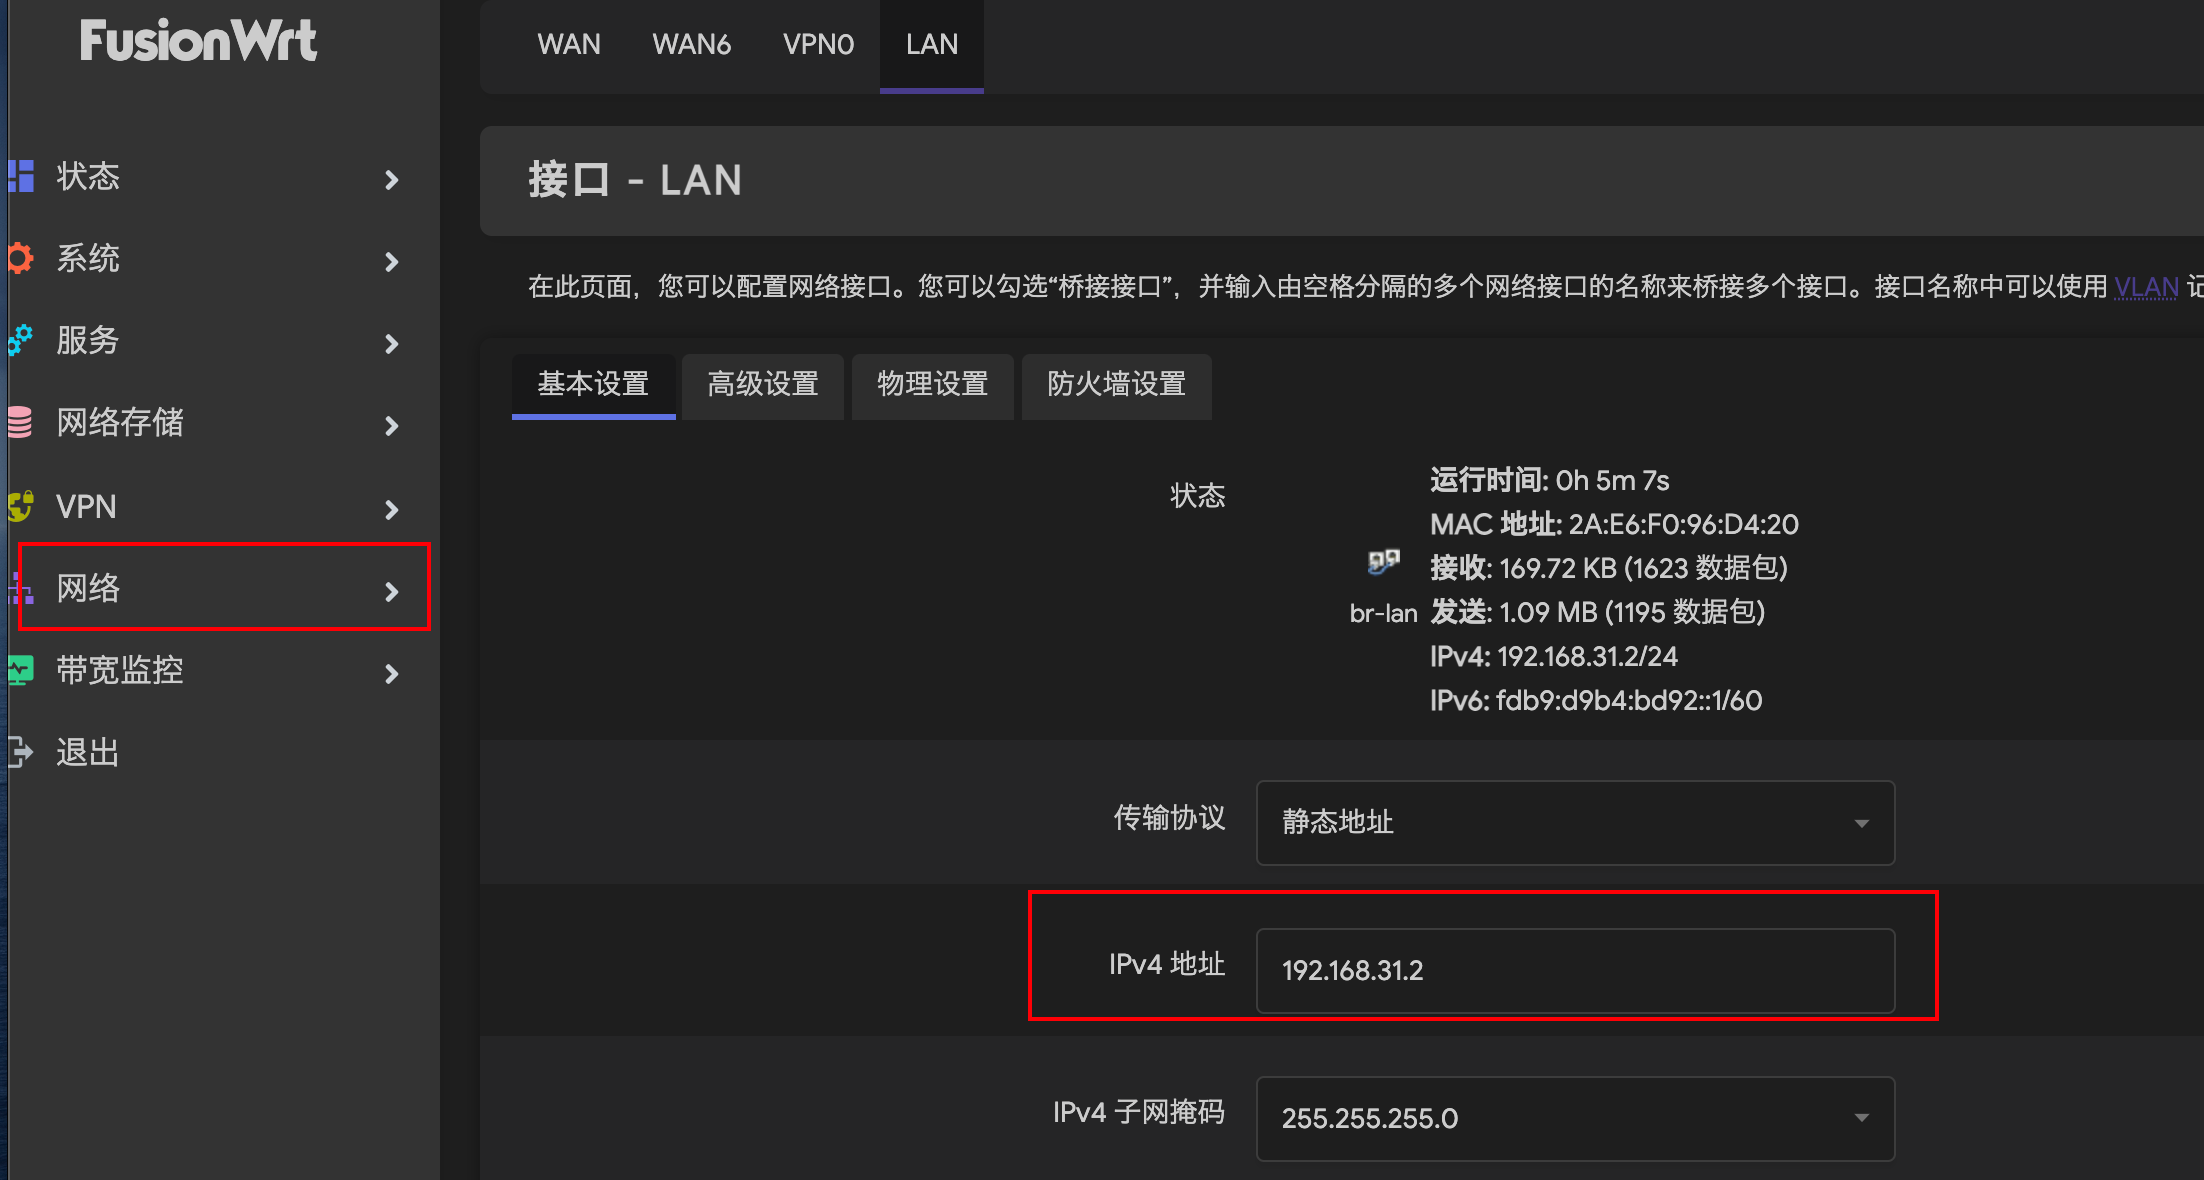 FusionWrt
状态
系统
服务
网络存储
VPN
网络
带宽监控
退出
WAN WAN6 VPN0 LAN
接口 - LAN
在此页面，您可以配置网络接口。您可以勾选“桥接接口”，并输入由空格分隔的多个网络接口的名称来桥接多个接口。接口名称中可以使用 VLAN 记
基本设置 高级设置 物理设置 防火墙设置
状态
br-lan
运行时间: 0h 5m 7s
MAC 地址: 2A:E6:F0:96:D4:20
接收: 169.72 KB (1623 数据包)
发送: 1.09 MB (1195 数据包)
IPv4: 192.168.31.2/24
IPv6: fdb9:d9b4:bd92::1/60
传输协议 静态地址
IPv4 地址 192.168.31.2
IPv4 子网掩码 255.255.255.0